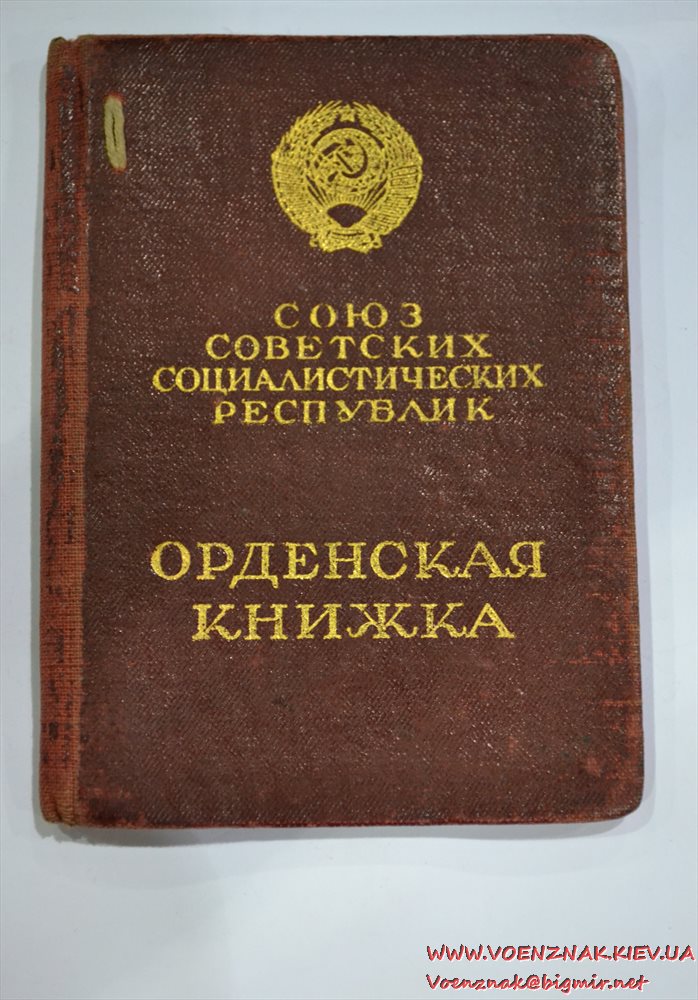 СОЮЗ
СОВЕТСКИХ
СОЦИАЛИСТИЧЕСКИХ
РЕСПУБЛИК
ОРДЕНСКАЯ
КНИЖКА
WWW.VOENZNAK.KIEV.UA
Voenznak@bigmir.net